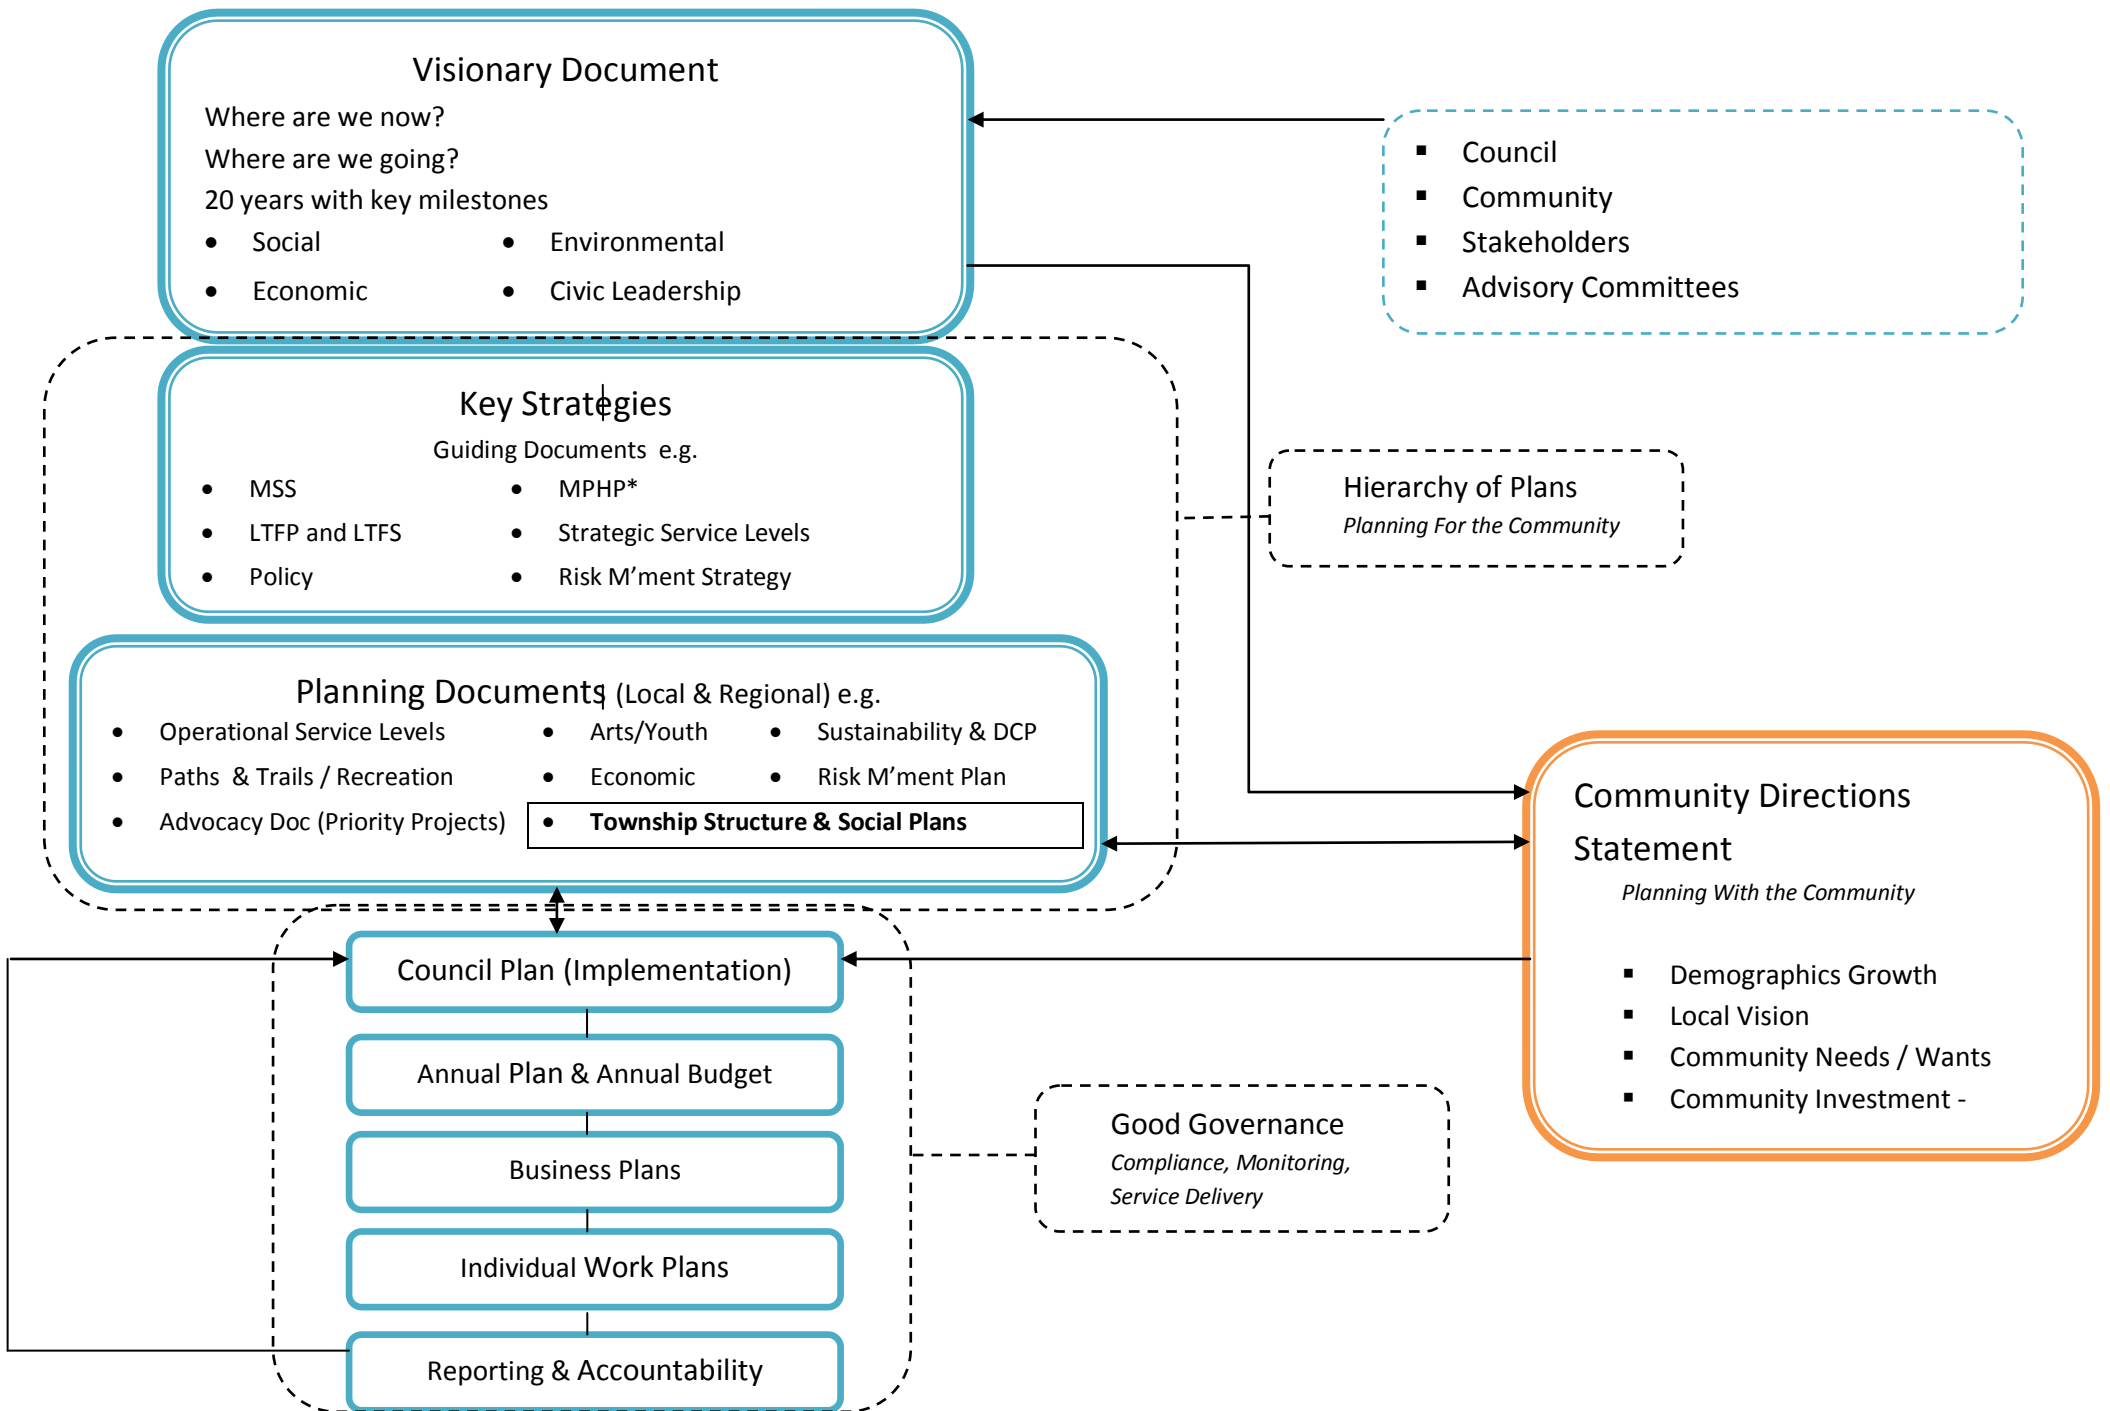 Visionary Document
Where are we now?
Where are we going?
20 years with key milestones
• Social • Environmental
• Economic • Civic Leadership
▪ Council
▪ Community
▪ Stakeholders
▪ Advisory Committees
Key Strategies
Guiding Documents e.g.
• MSS • MPHP*
• LTFP and LTFS • Strategic Service Levels
• Policy • Risk M’ment Strategy
Hierarchy of Plans
Planning For the Community
Planning Documents (Local & Regional) e.g.
• Operational Service Levels • Arts/Youth • Sustainability & DCP
• Paths & Trails / Recreation • Economic • Risk M’ment Plan
• Advocacy Doc (Priority Projects) • Township Structure & Social Plans
Community Directions
Statement
Planning With the Community
▪ Demographics Growth
▪ Local Vision
▪ Community Needs / Wants
▪ Community Investment -
Council Plan (Implementation)
Annual Plan & Annual Budget
Business Plans
Individual Work Plans
Reporting & Accountability
Good Governance
Compliance, Monitoring,
Service Delivery